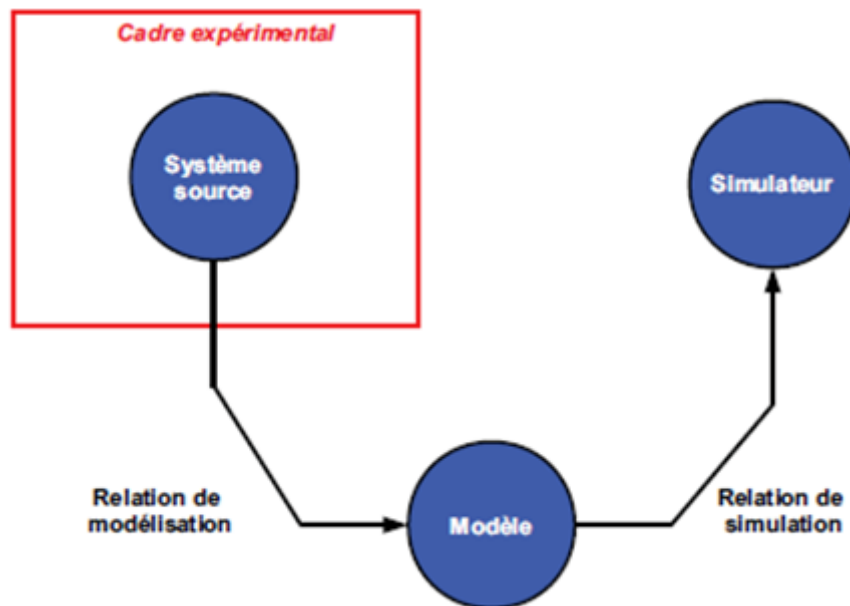 Cadre expérimental
Système
source
Simulateur
Relation de
modélisation
Modèle
Relation de
simulation